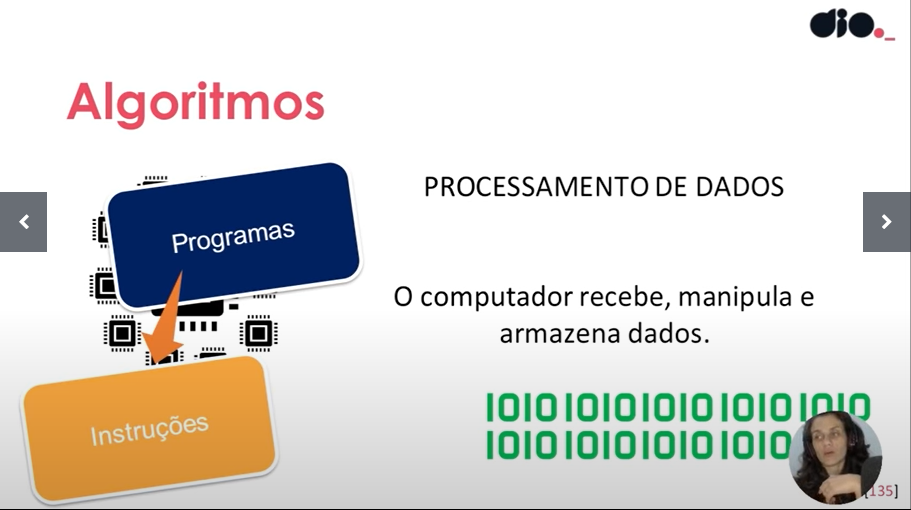 dio._
Algoritmos
Programas
Instruções
PROCESSAMENTO DE DADOS
O computador recebe, manipula e
armazena dados.
1010 1010 1010 1010 1010
1010 1010 1010 1010
[135]